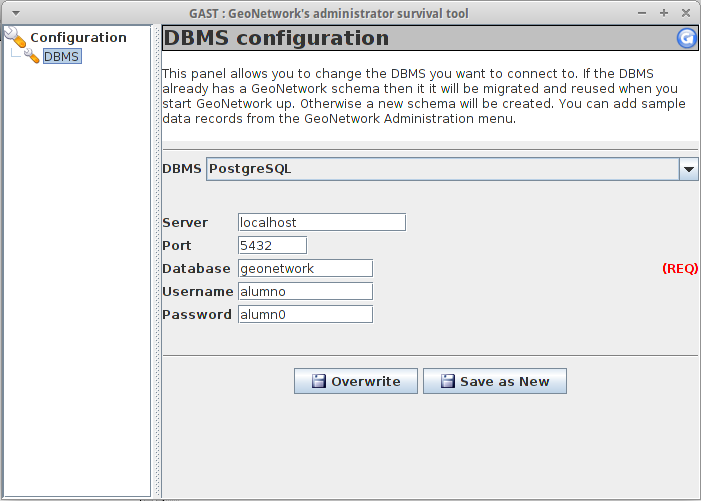 GAST : GeoNetwork's administrator survival tool
Configuration
DBMS
DBMS configuration
This panel allows you to change the DBMS you want to connect to. If the DBMS
already has a GeoNetwork schema then it it will be migrated and reused when you
start GeoNetwork up. Otherwise a new schema will be created. You can add sample
data records from the GeoNetwork Administration menu.
DBMS PostgreSQL
Server localhost
Port 5432
Database geonetwork (REQ)
Username alumno
Password alumn0
Overwrite Save as New